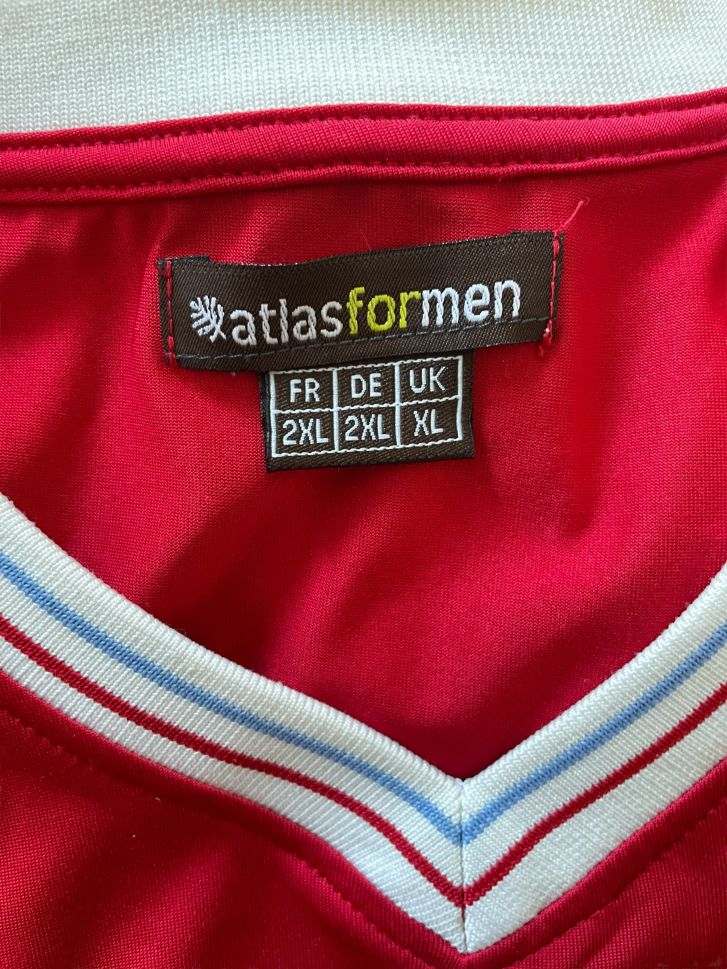 atlasformen
FR DE UK
2XL 2XL XL